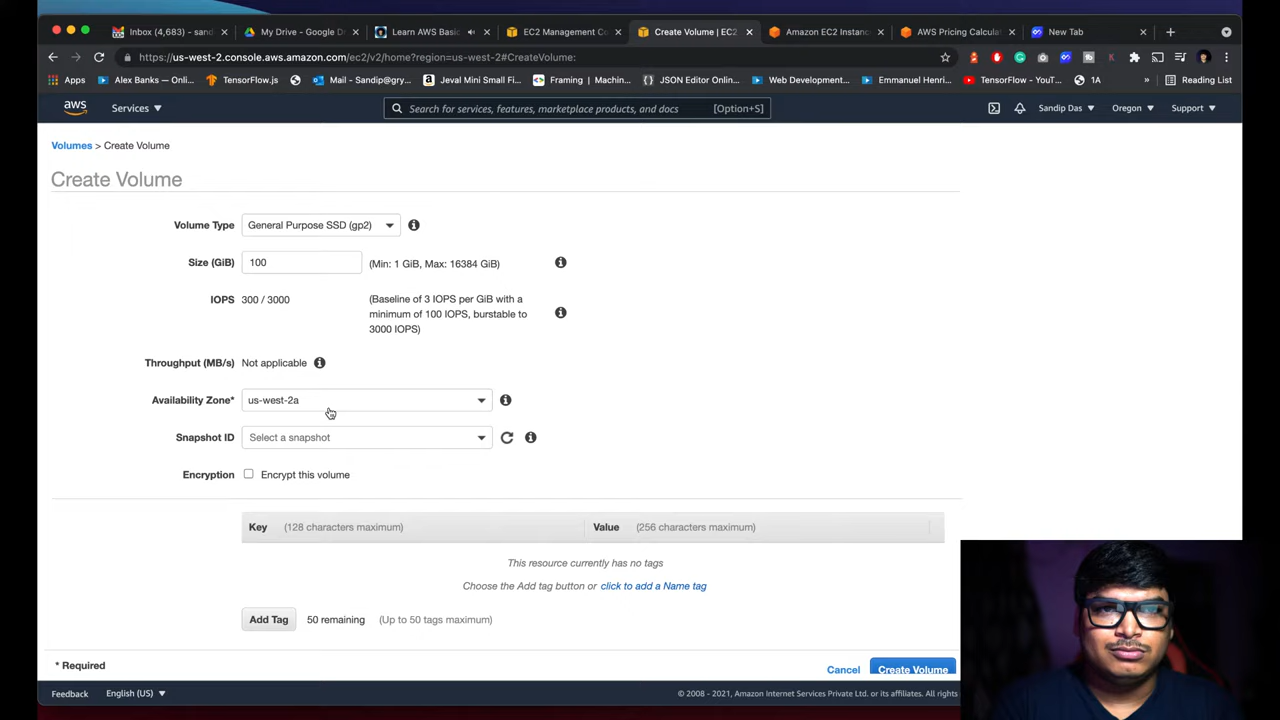 Inbox (4,683) - sand
My Drive - Google Dr
Learn AWS Basic
EC2 Management Co
Create Volume | EC2
Amazon EC2 Instanc
AWS Pricing Calcula
New Tab
https://us-west-2.console.aws.amazon.com/ec2/v2/home?region=us-west-2#CreateVolume:
Apps
Alex Banks — Onli...
TensorFlow.js
Mail - Sandip@gry...
Jeval Mini Small Fi...
Framing | Machin...
JSON Editor Onlin...
Web Development...
Emmanuel Henri...
TensorFlow - YouT...
1A
Reading List
aws
Services
Search for services, features, marketplace products, and docs
[Option+S]
Sandip Das
Oregon
Support
Volumes > Create Volume
Create Volume
Volume Type
General Purpose SSD (gp2)
Size (GiB)
100
(Min: 1 GiB, Max: 16384 GiB)
IOPS
300 / 3000
(Baseline of 3 IOPS per GiB with a
minimum of 100 IOPS, burstable to
3000 IOPS)
Throughput (MB/s)
Not applicable
Availability Zone*
us-west-2a
Snapshot ID
Select a snapshot
Encryption
Encrypt this volume
Key (128 characters maximum)
Value (256 characters maximum)
This resource currently has no tags
Choose the Add tag button or click to add a Name tag
Add Tag
50 remaining
(Up to 50 tags maximum)
* Required
Cancel
Create Volume
Feedback
English (US)
© 2008 - 2021, Amazon Internet Services Private Ltd. or its affiliates. All rights